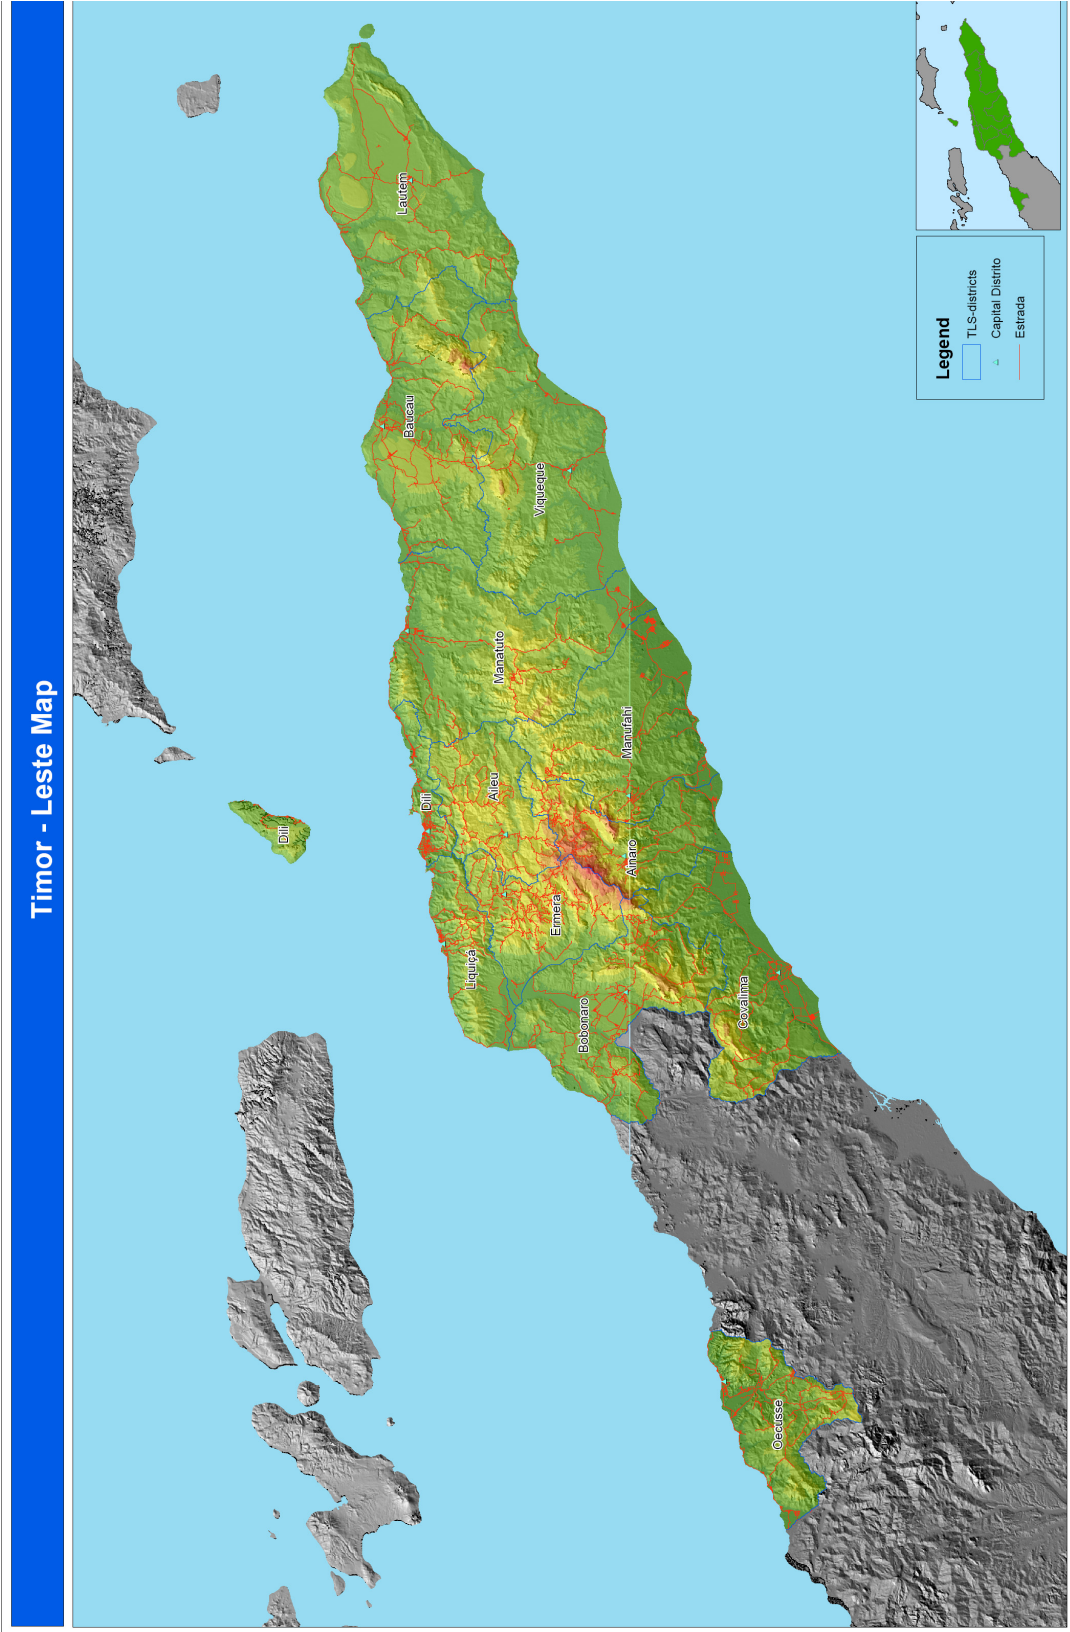 Timor - Leste Map
Lautem
Baucau
Viqueque
Manatuto
Manufahi
Dili
Dili
Aileu
Ainaro
Ermera
Liquiçá
Bobonaro
Covalima
Oecusse
Legend
TLS-districts
Capital Distrito
Estrada